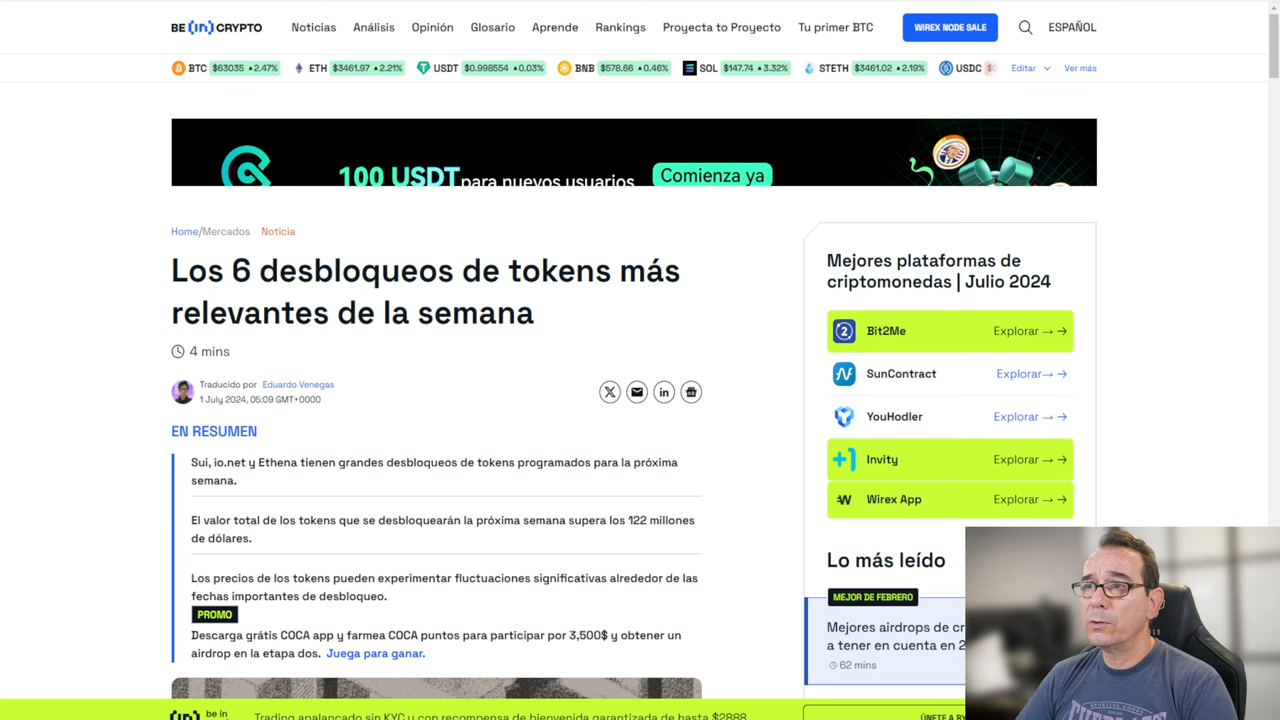 BE [in] CRYPTO
Noticias
Análisis
Opinión
Glosario
Aprende
Rankings
Proyecta to Proyecto
Tu primer BTC
WIREX NODE SALE
ESPAÑOL
BTC $63035 ▲2.47%
ETH $3461.97 ▲2.21%
USDT $0.998554 ▲0.03%
BNB $578.66 ▲0.46%
SOL $147.74 ▲3.32%
STETH $3461.02 ▲2.19%
USDC
Editar
Ver más
100 USDT para nuevos usuarios
Comienza ya
Home/Mercados Noticia
Los 6 desbloqueos de tokens más
relevantes de la semana
4 mins
Traducido por Eduardo Venegas
1 July 2024, 05:09 GMT+0000
EN RESUMEN
Sui, io.net y Ethena tienen grandes desbloqueos de tokens programados para la próxima
semana.
El valor total de los tokens que se desbloquearán la próxima semana supera los 122 millones
de dólares.
Los precios de los tokens pueden experimentar fluctuaciones significativas alrededor de las
fechas importantes de desbloqueo.
PROMO
Descarga grátis COCA app y farmea COCA puntos para participar por 3,500$ y obtener un
airdrop en la etapa dos. Juega para ganar.
Mejores plataformas de
criptomonedas | Julio 2024
Bit2Me Explorar → →
SunContract Explorar→ →
YouHodler Explorar → →
Invity Explorar → →
Wirex App Explorar → →
Lo más leído
MEJOR DE FEBRERO
Mejores airdrops de cr
a tener en cuenta en 2
62 mins
be in
Trading apalancado sin KYC y con recompensa de bienvenida garantizada de hasta $2888
ÚNETE A BY